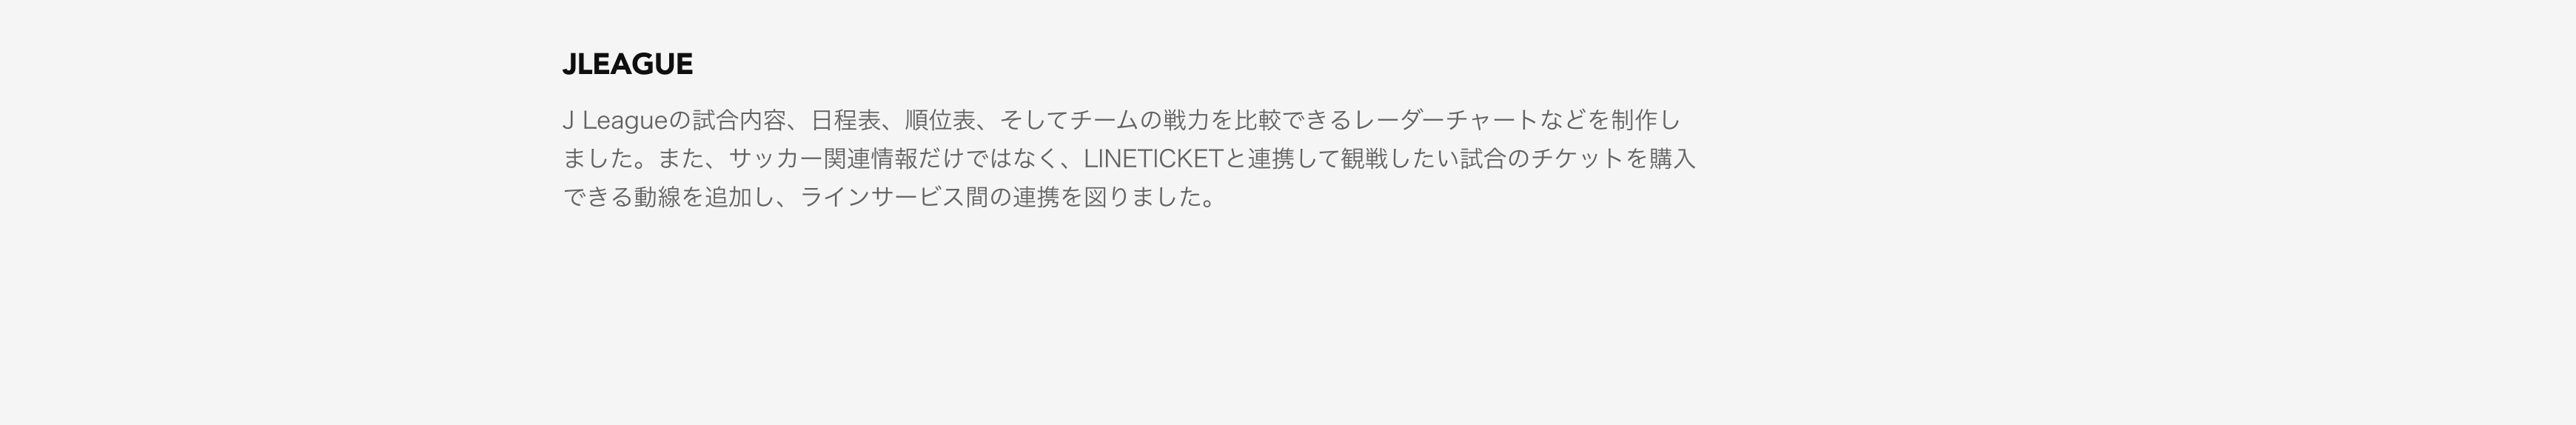 JLEAGUE
J Leagueの試合内容、日程表、順位表、そしてチームの戦力を比較できるレーダーチャートなどを制作し
ました。また、サッカー関連情報だけではなく、LINETICKETと連携して観戦したい試合のチケットを購入
できる動線を追加し、ラインサービス間の連携を図りました。